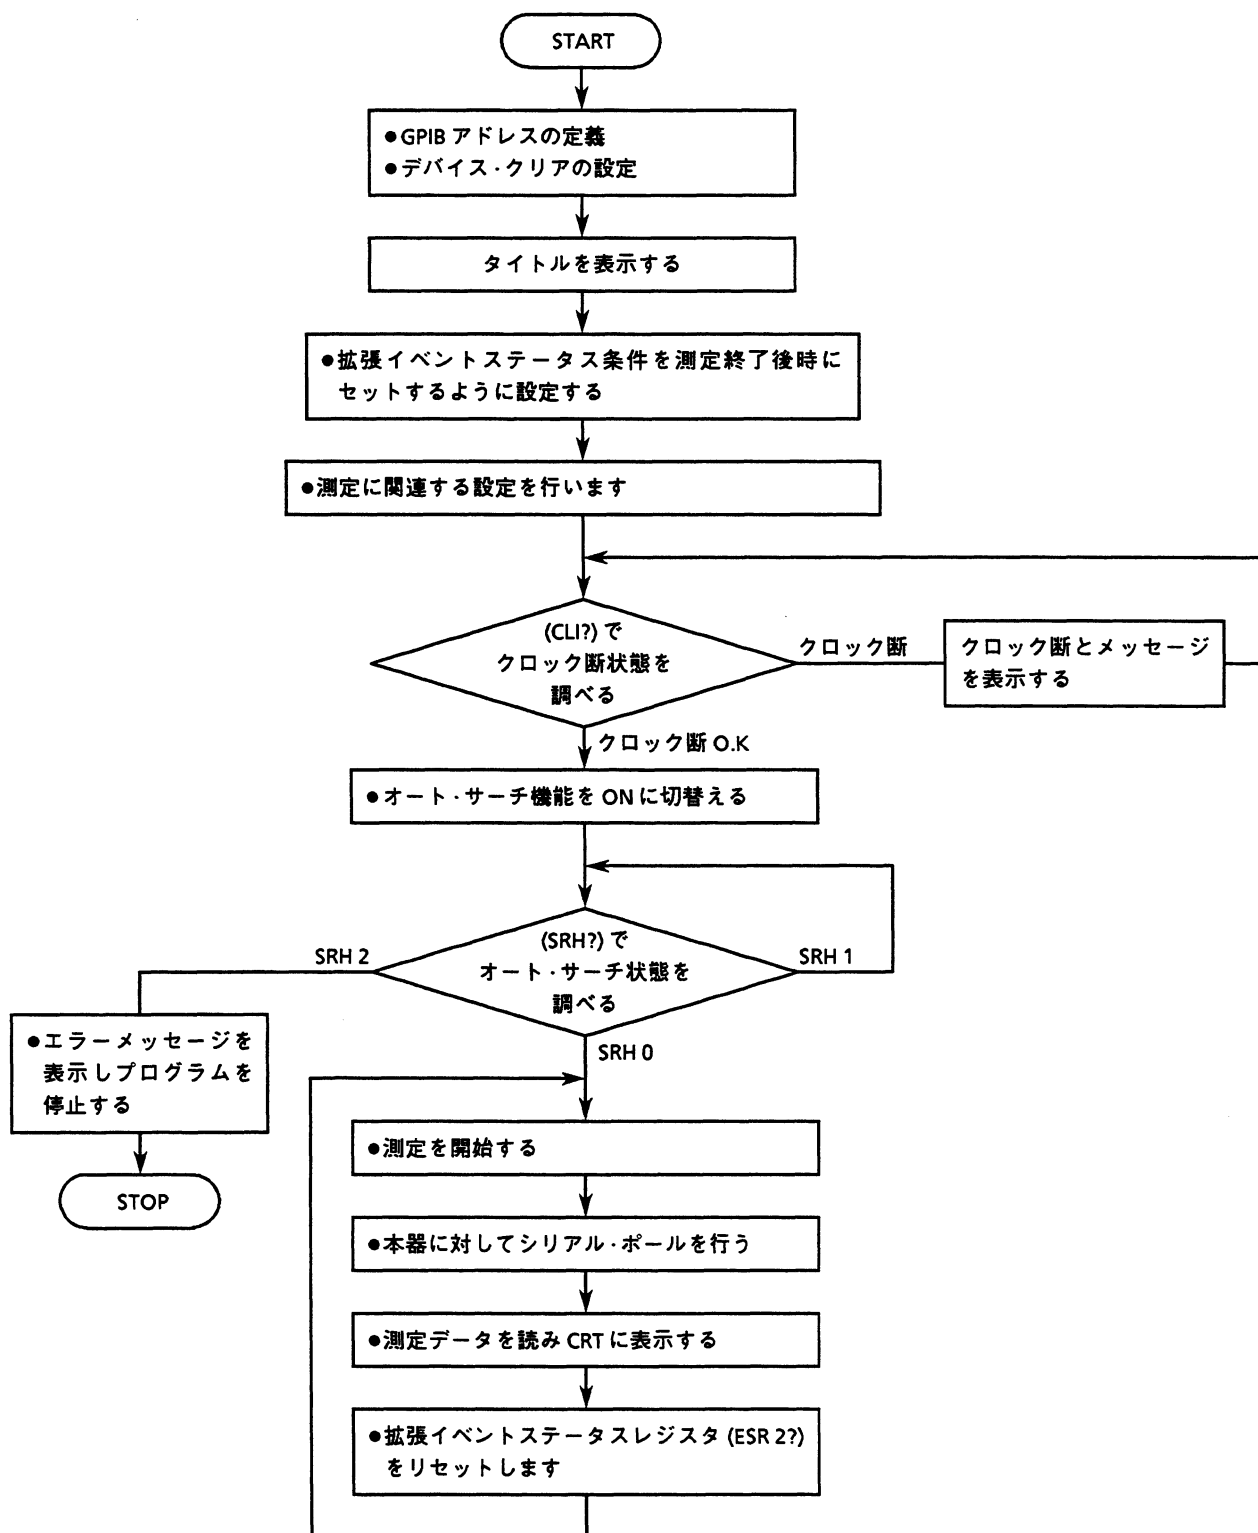 START
●GPIB アドレスの定義
●デバイス·クリアの設定
タイトルを表示する
●拡張イベントステータス条件を測定終了後時に
セットするように設定する
●測定に関連する設定を行います
(CLI?) で
クロック断状態を
調べる
クロック断
クロック断とメッセージ
を表示する
クロック断 O.K
●オート·サーチ機能を ON に切替える
(SRH?) で
オート·サーチ状態を
調べる
SRH 2
SRH 1
SRH 0
●エラーメッセージを
表示しプログラムを
停止する
STOP
●測定を開始する
●本器に対してシリアル·ポールを行う
●測定データを読み CRT に表示する
●拡張イベントステータスレジスタ (ESR 2?)
をリセットします